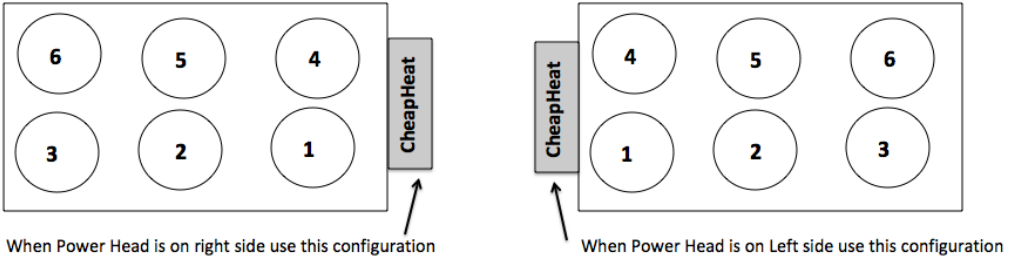 6 5 4
3 2 1
CheapHeat
When Power Head is on right side use this configuration
4 5 6
1 2 3
CheapHeat
When Power Head is on Left side use this configuration